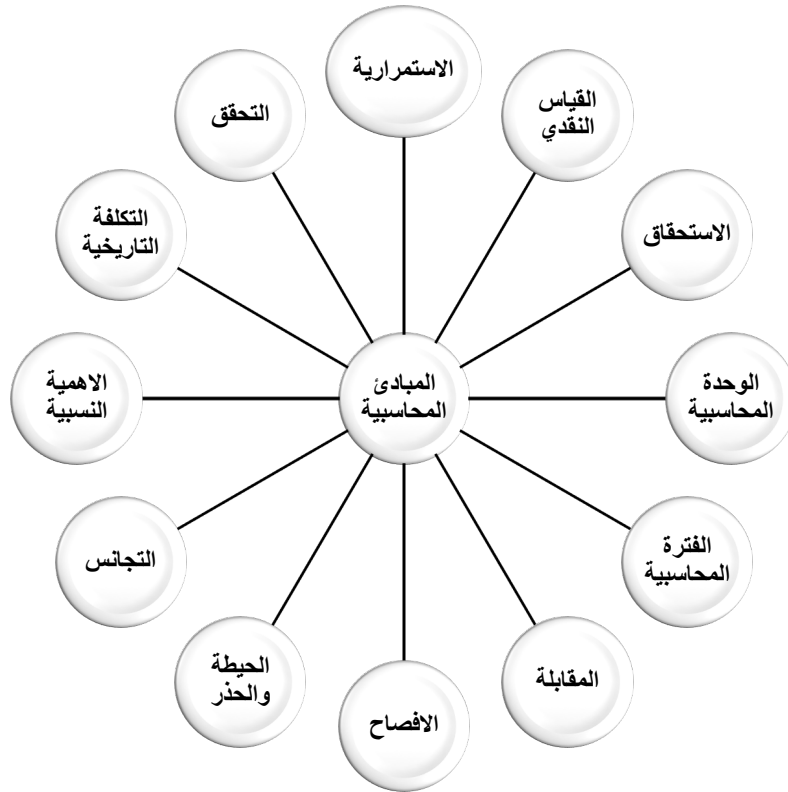 الاستمرارية
القياس
النقدي
الاستحقاق
الوحدة
المحاسبية
الفترة
المحاسبية
المقابلة
الافصاح
الحيطة
والحذر
التجانس
الاهمية
النسبية
التكلفة
التاريخية
التحقق
المبادئ
المحاسبية